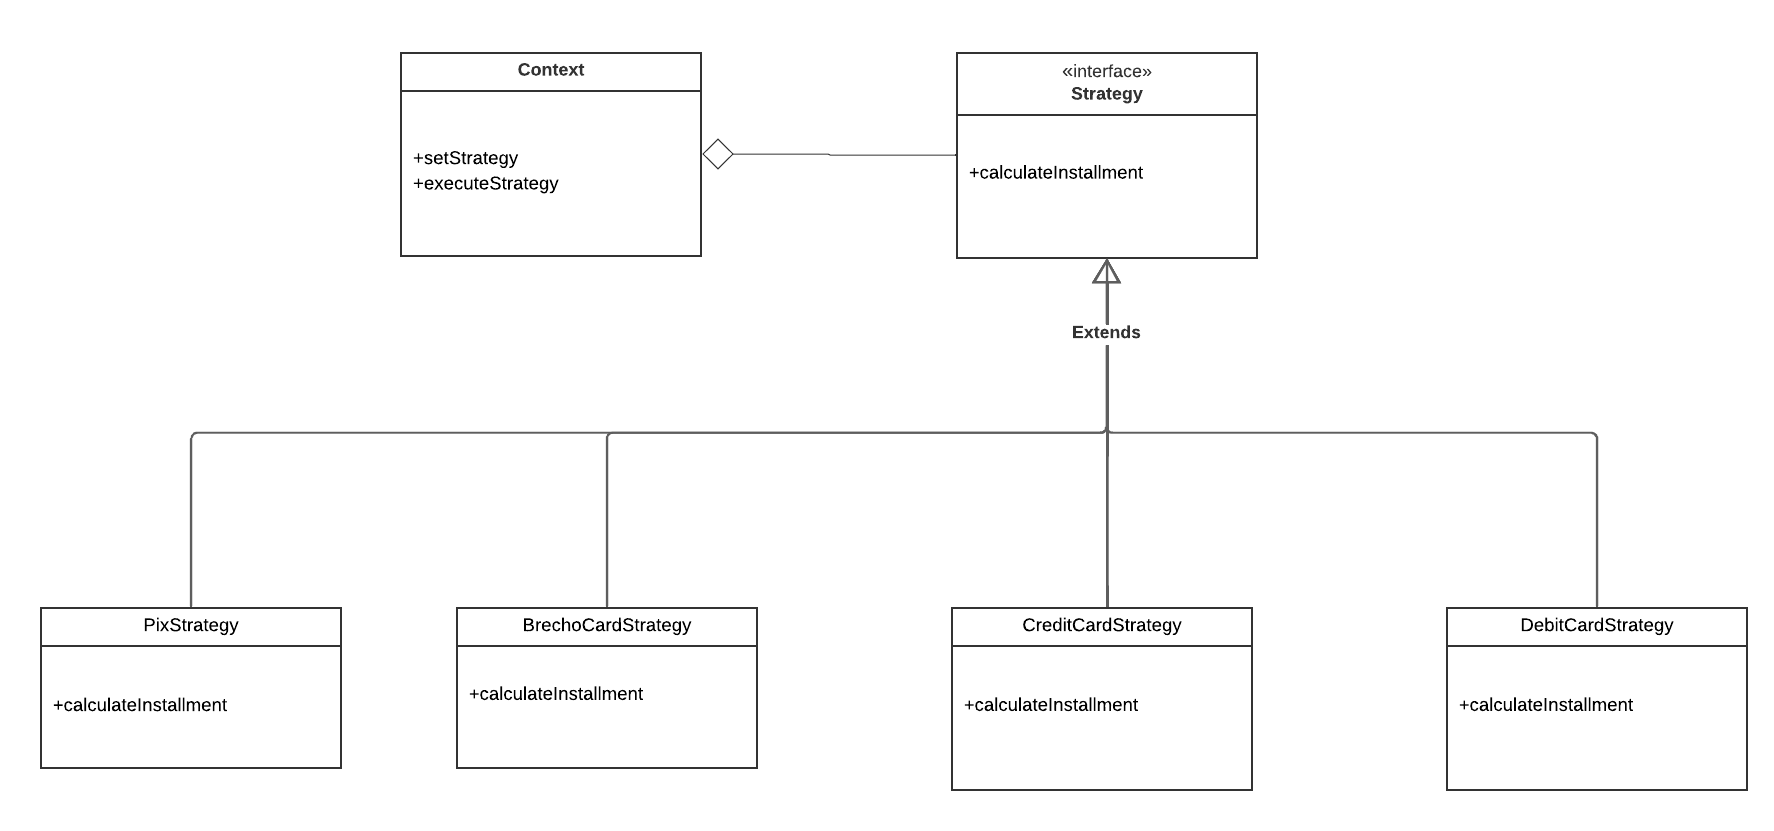 Context
+setStrategy
+executeStrategy
«interface»
Strategy
+calculateInstallment
Extends
PixStrategy
+calculateInstallment
BrechoCardStrategy
+calculateInstallment
CreditCardStrategy
+calculateInstallment
DebitCardStrategy
+calculateInstallment